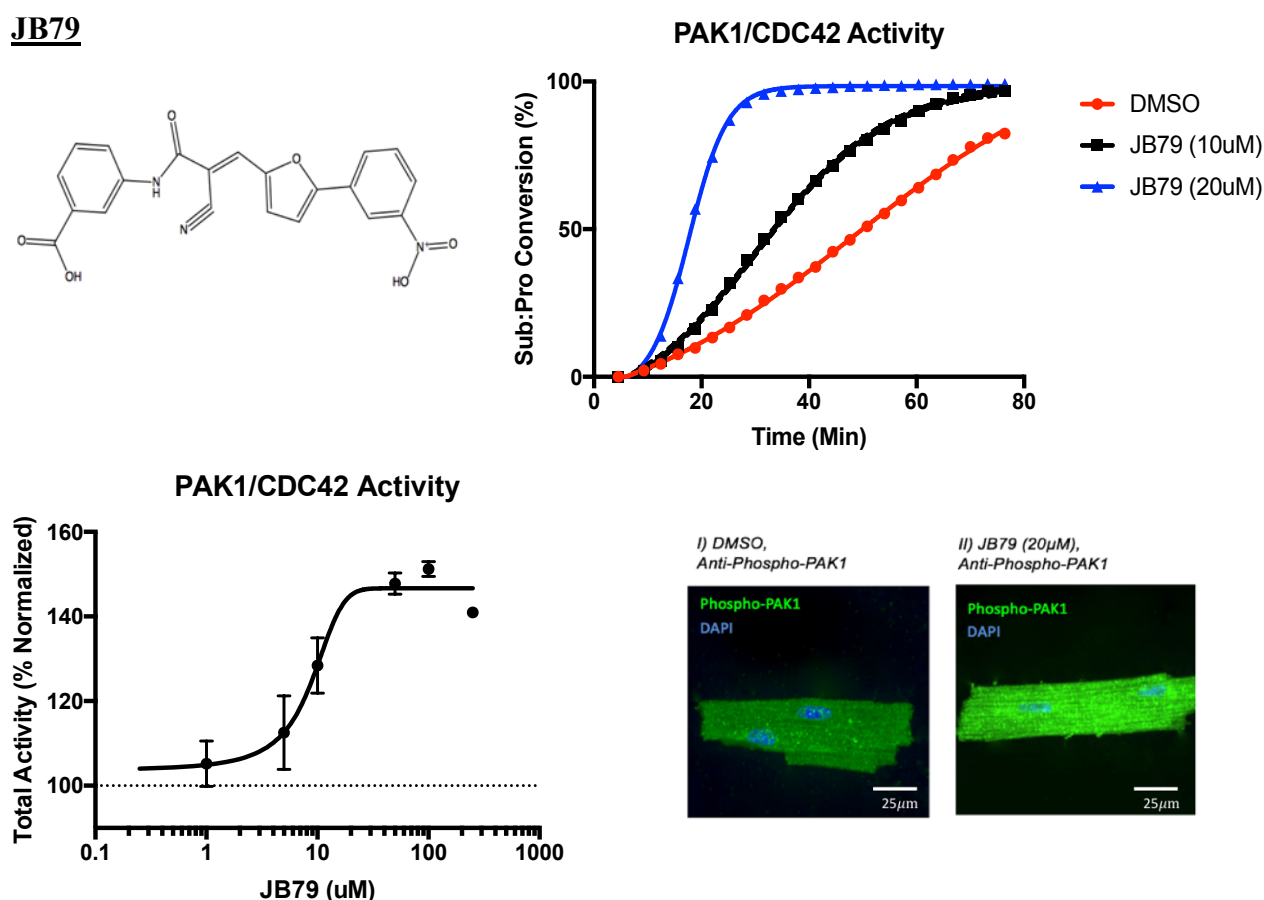 JB79
O
N
H
N
O
O
OH
N+
O
HO
PAK1/CDC42 Activity
Sub:Pro Conversion (%)
100
50
0
0 20 40 60 80
Time (Min)
DMSO
JB79 (10uM)
JB79 (20uM)
PAK1/CDC42 Activity
Total Activity (% Normalized)
160
140
120
100
0.1 1 10 100 1000
JB79 (uM)
I) DMSO,
Anti-Phospho-PAK1
Phospho-PAK1
DAPI
25μm
II) JB79 (20μM),
Anti-Phospho-PAK1
Phospho-PAK1
DAPI
25μm